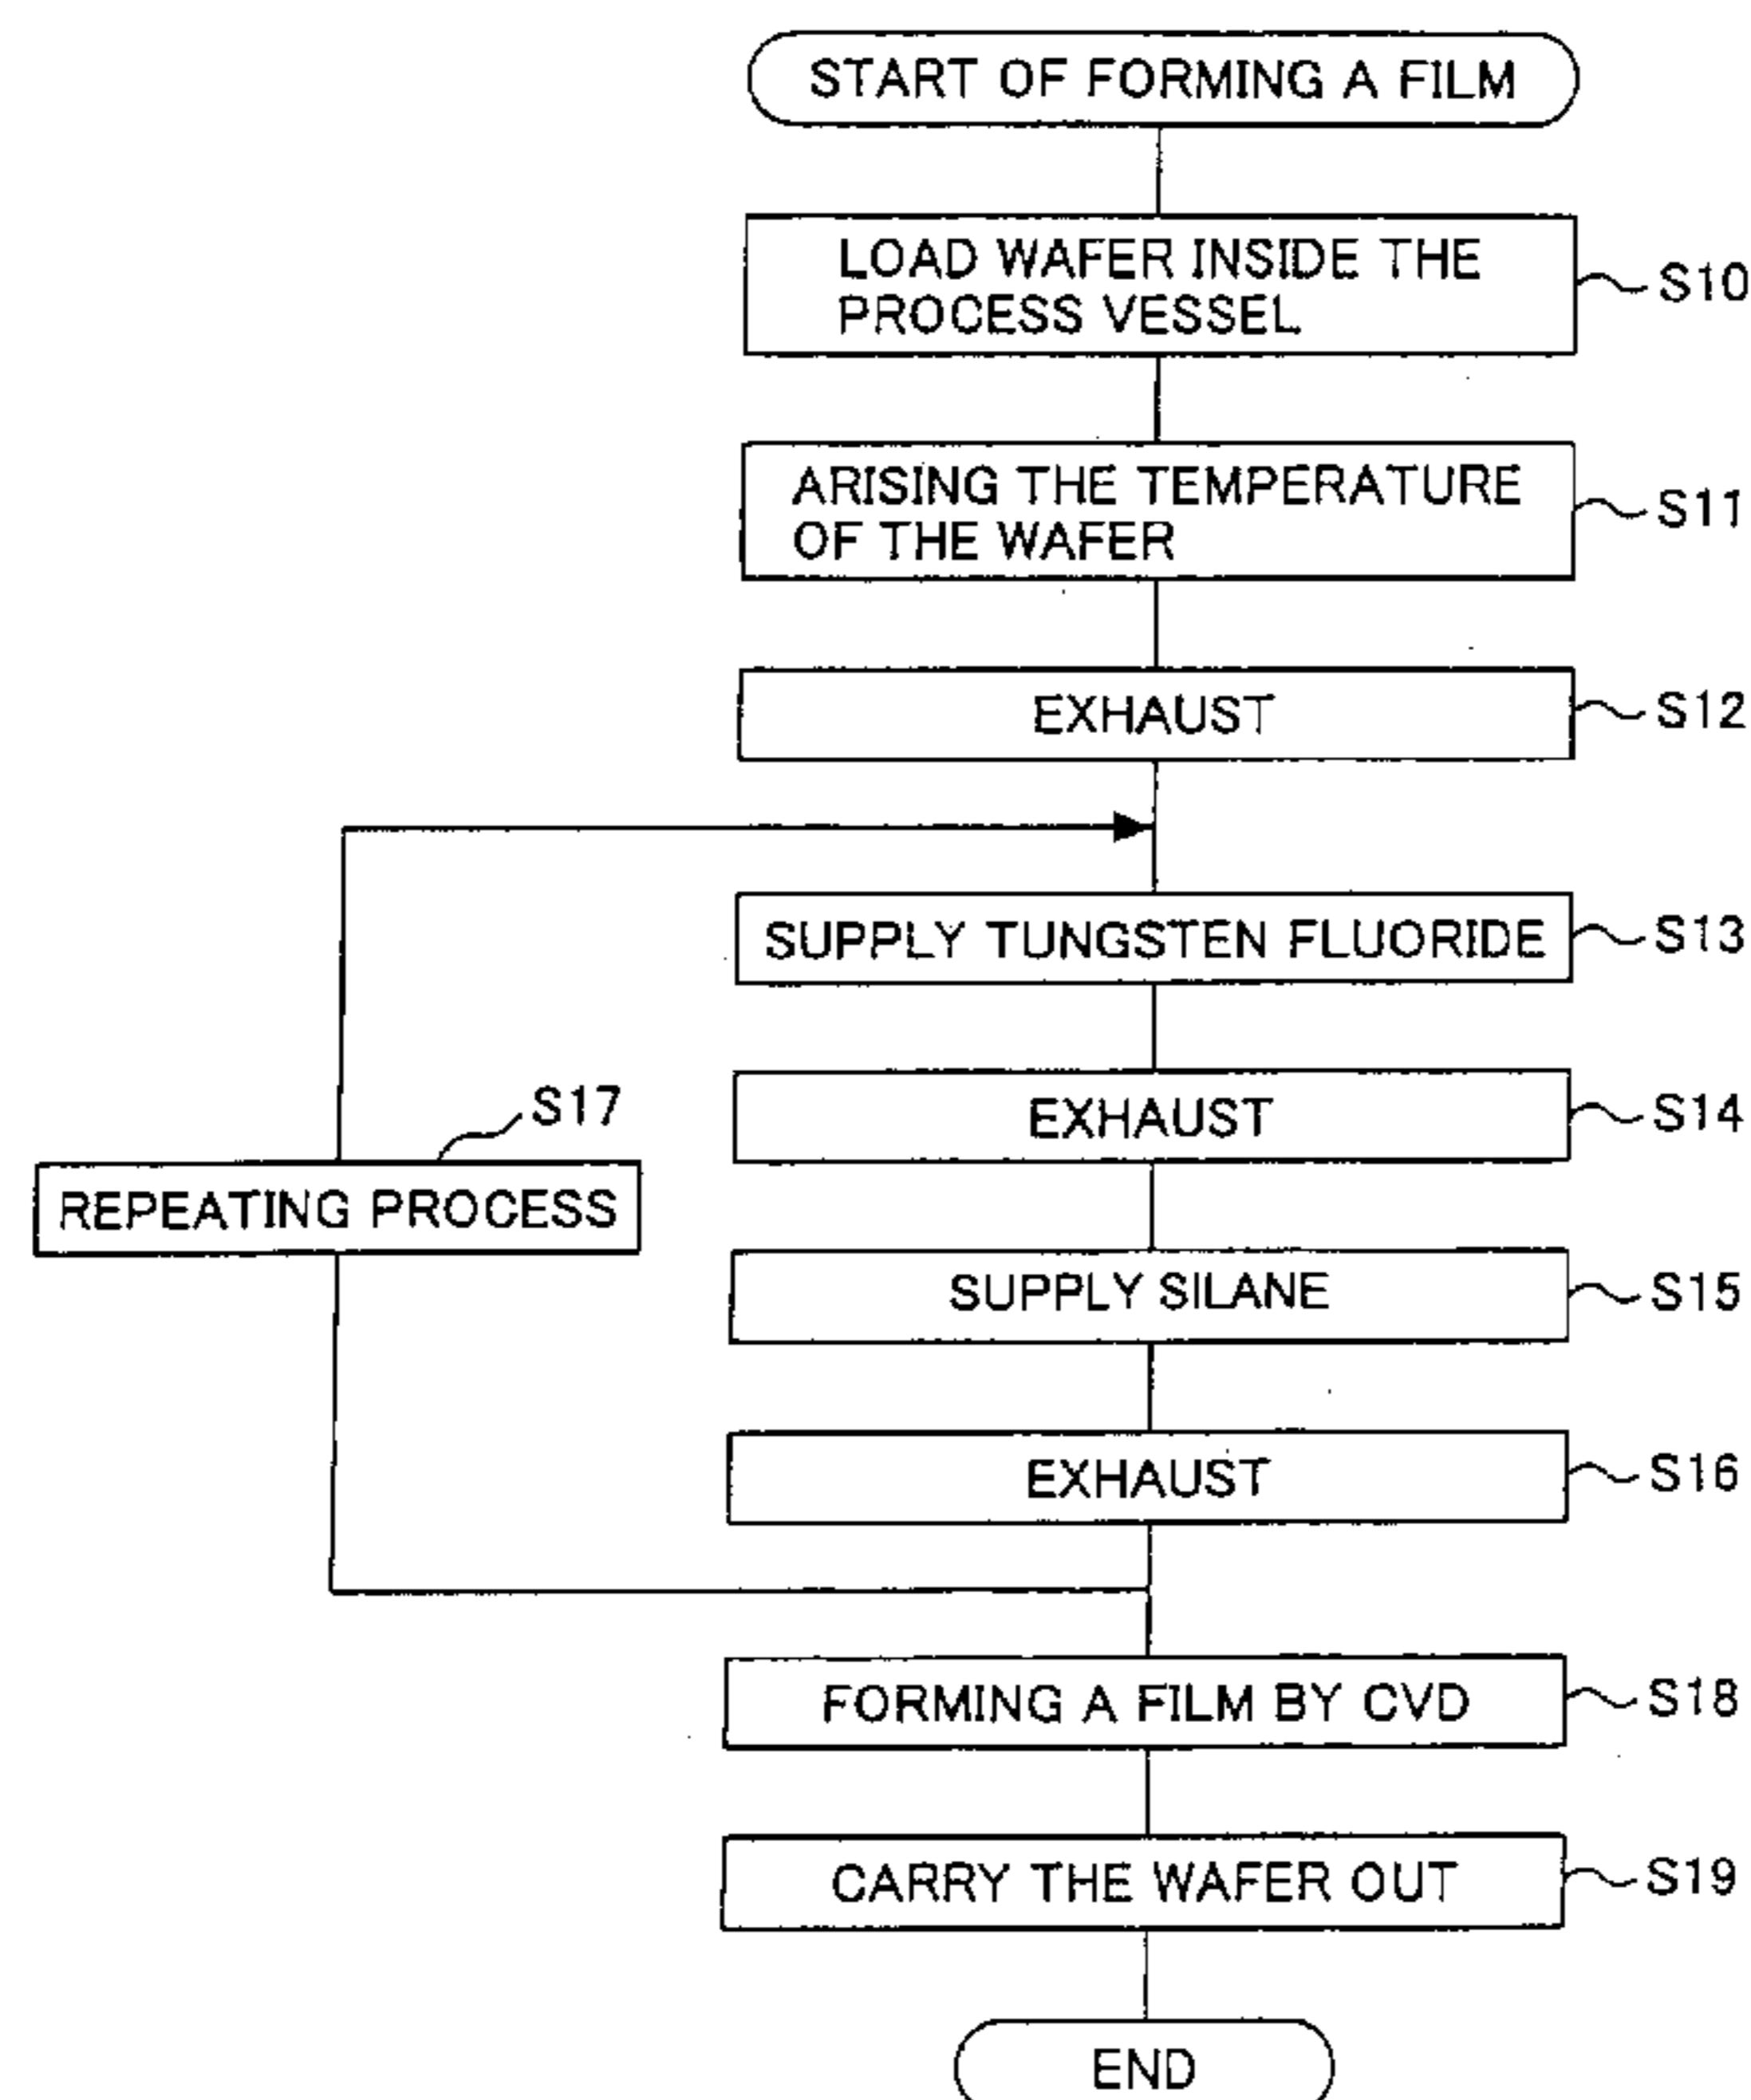 START OF FORMING A FILM
LOAD WAFER INSIDE THE
PROCESS VESSEL
S10
ARISING THE TEMPERATURE
OF THE WAFER
S11
EXHAUST
S12
SUPPLY TUNGSTEN FLUORIDE
S13
EXHAUST
S14
S17
REPEATING PROCESS
SUPPLY SILANE
S15
EXHAUST
S16
FORMING A FILM BY CVD
S18
CARRY THE WAFER OUT
S19
END